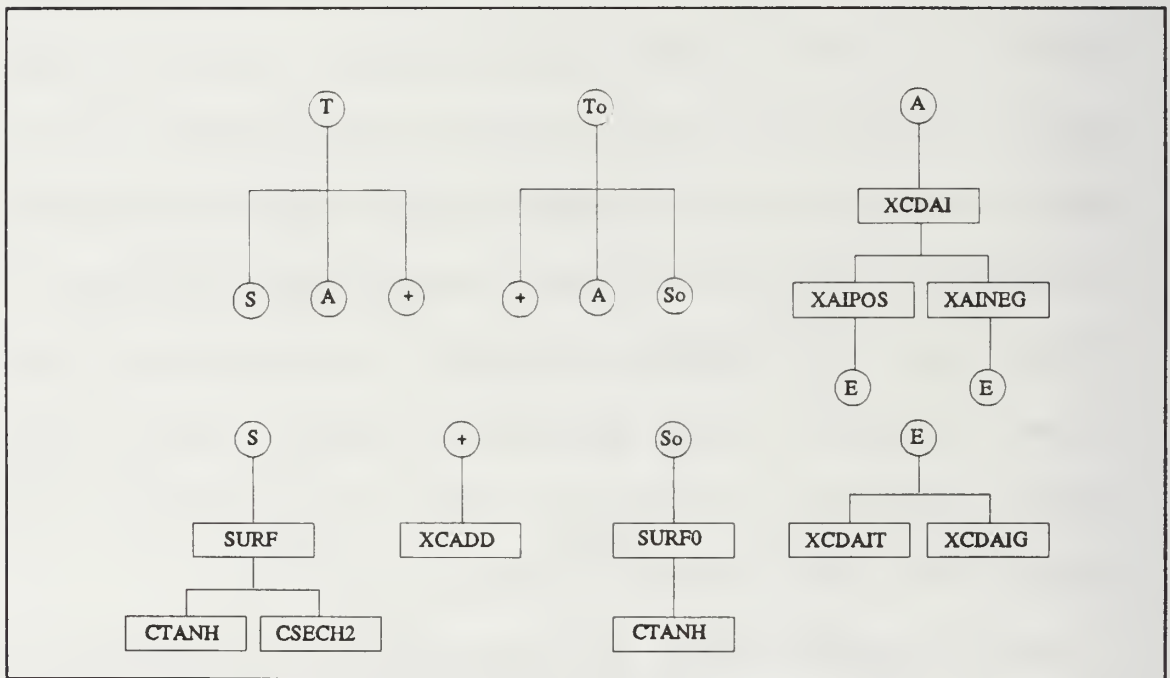 T To A
XCDAI
S A + + A So
XAIPOS XAINEG
E E
S + So E
SURF XCADD SURF0 XCDAIT XCDAIG
CTANH CSECH2 CTANH